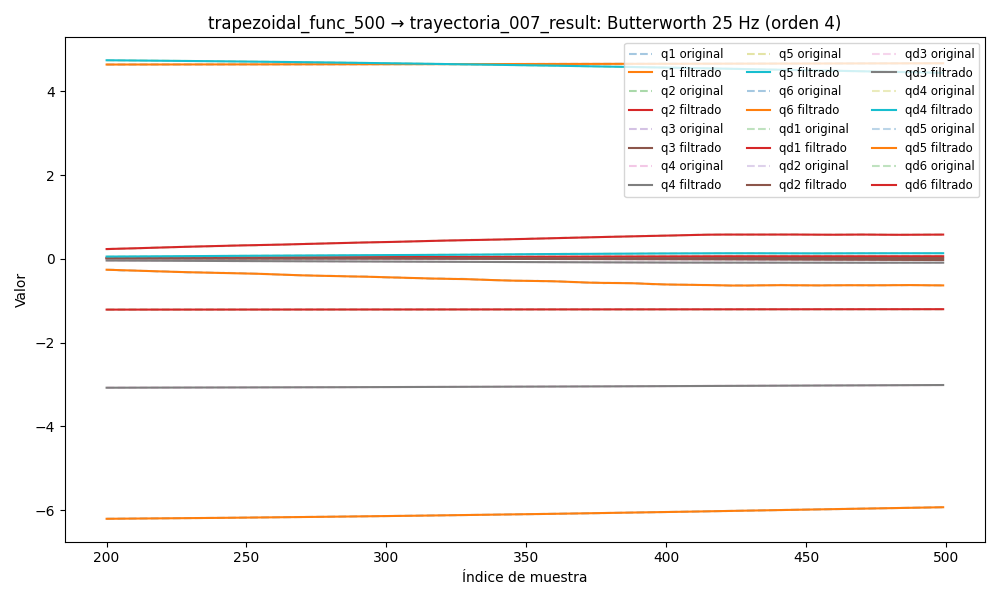 trapezoidal_func_500 → trayectoria_007_result: Butterworth 25 Hz (orden 4)
q1 original
q1 filtrado
q2 original
q2 filtrado
q3 original
q3 filtrado
q4 original
q4 filtrado
q5 original
q5 filtrado
q6 original
q6 filtrado
qd1 original
qd1 filtrado
qd2 original
qd2 filtrado
qd3 original
qd3 filtrado
qd4 original
qd4 filtrado
qd5 original
qd5 filtrado
qd6 original
qd6 filtrado
Valor
4
2
0
−2
−4
−6
200
250
300
350
400
450
500
Índice de muestra